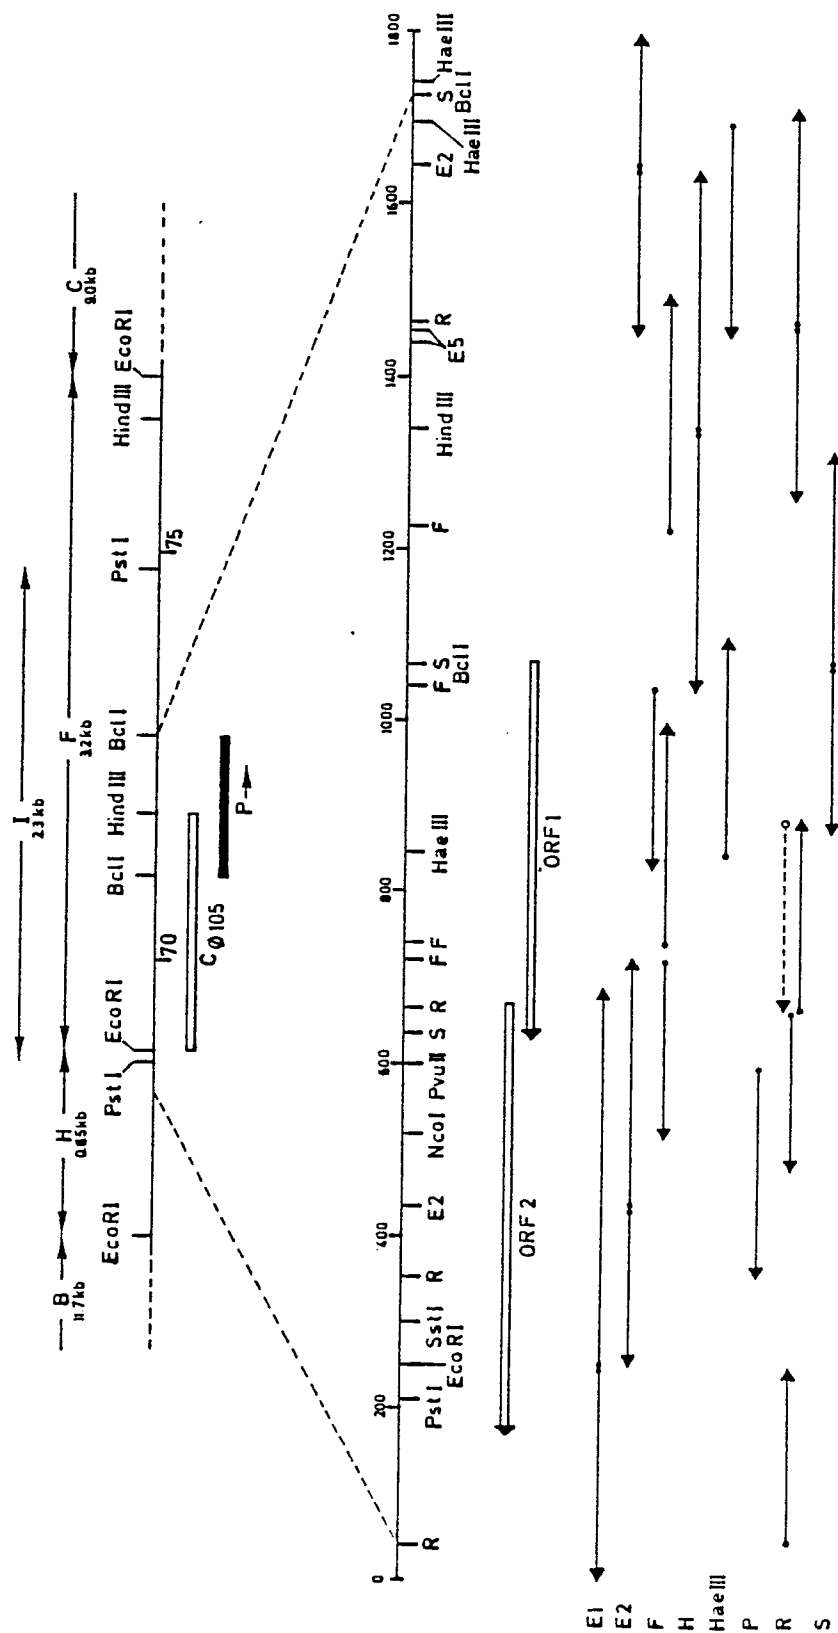 B H F I C
11.7kb 0.65kb 3.2kb 2.3kb 9.0kb
EcoRI PstI EcoRI BclI HindIII BclI PstI HindIII EcoRI
70 75
CØ105
P
0 200 400 600 800 1000 1200 1400 1600 1800
R PstI EcoRI SstI R E2 NcoI PvuII S R F F HaeIII F S BclI F HindIII E5 R E2 HaeIII S BclI HaeIII
ORF 2 ORF1
E1
E2
F
H
HaeIII
P
R
S